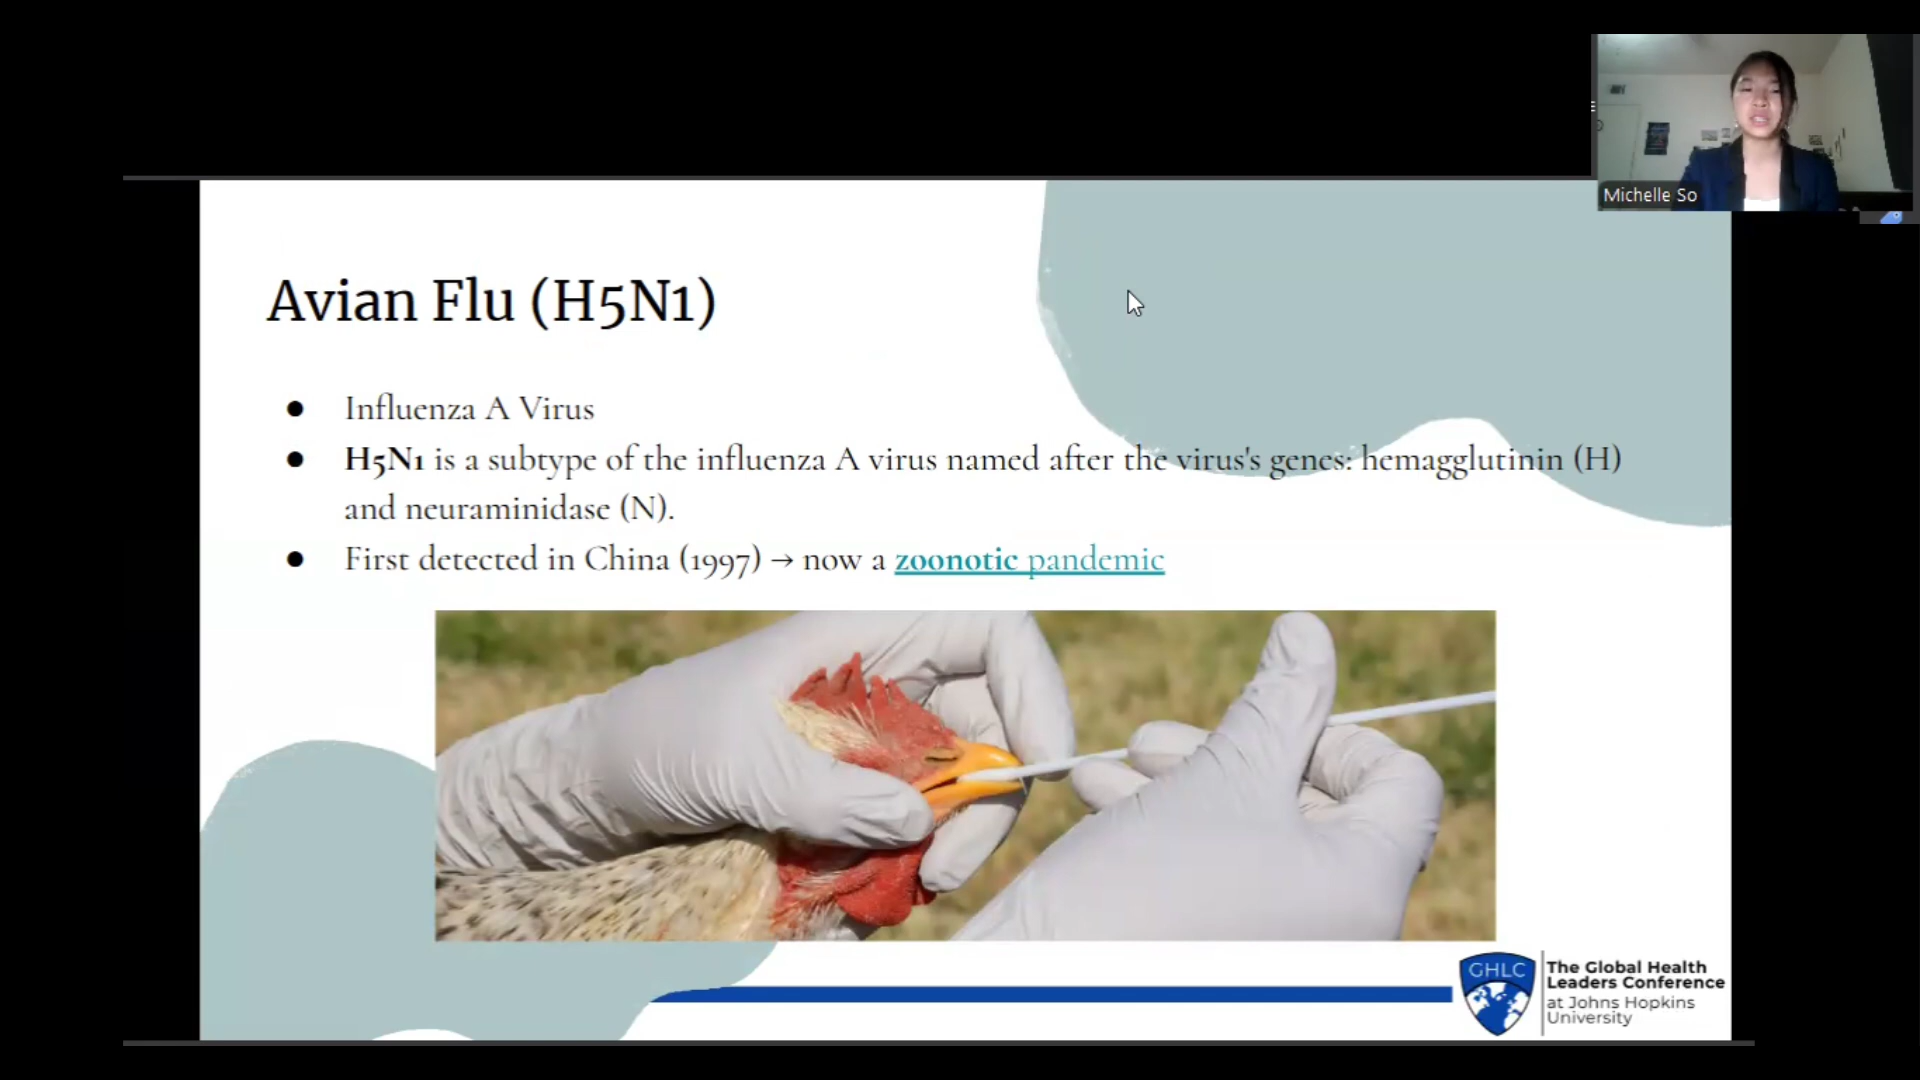 Michelle So
Avian Flu (H5N1)
● Influenza A Virus
● H5N1 is a subtype of the influenza A virus named after the virus's genes: hemagglutinin (H)
and neuraminidase (N).
● First detected in China (1997) → now a zoonotic pandemic
GHLC
The Global Health
Leaders Conference
at Johns Hopkins
University